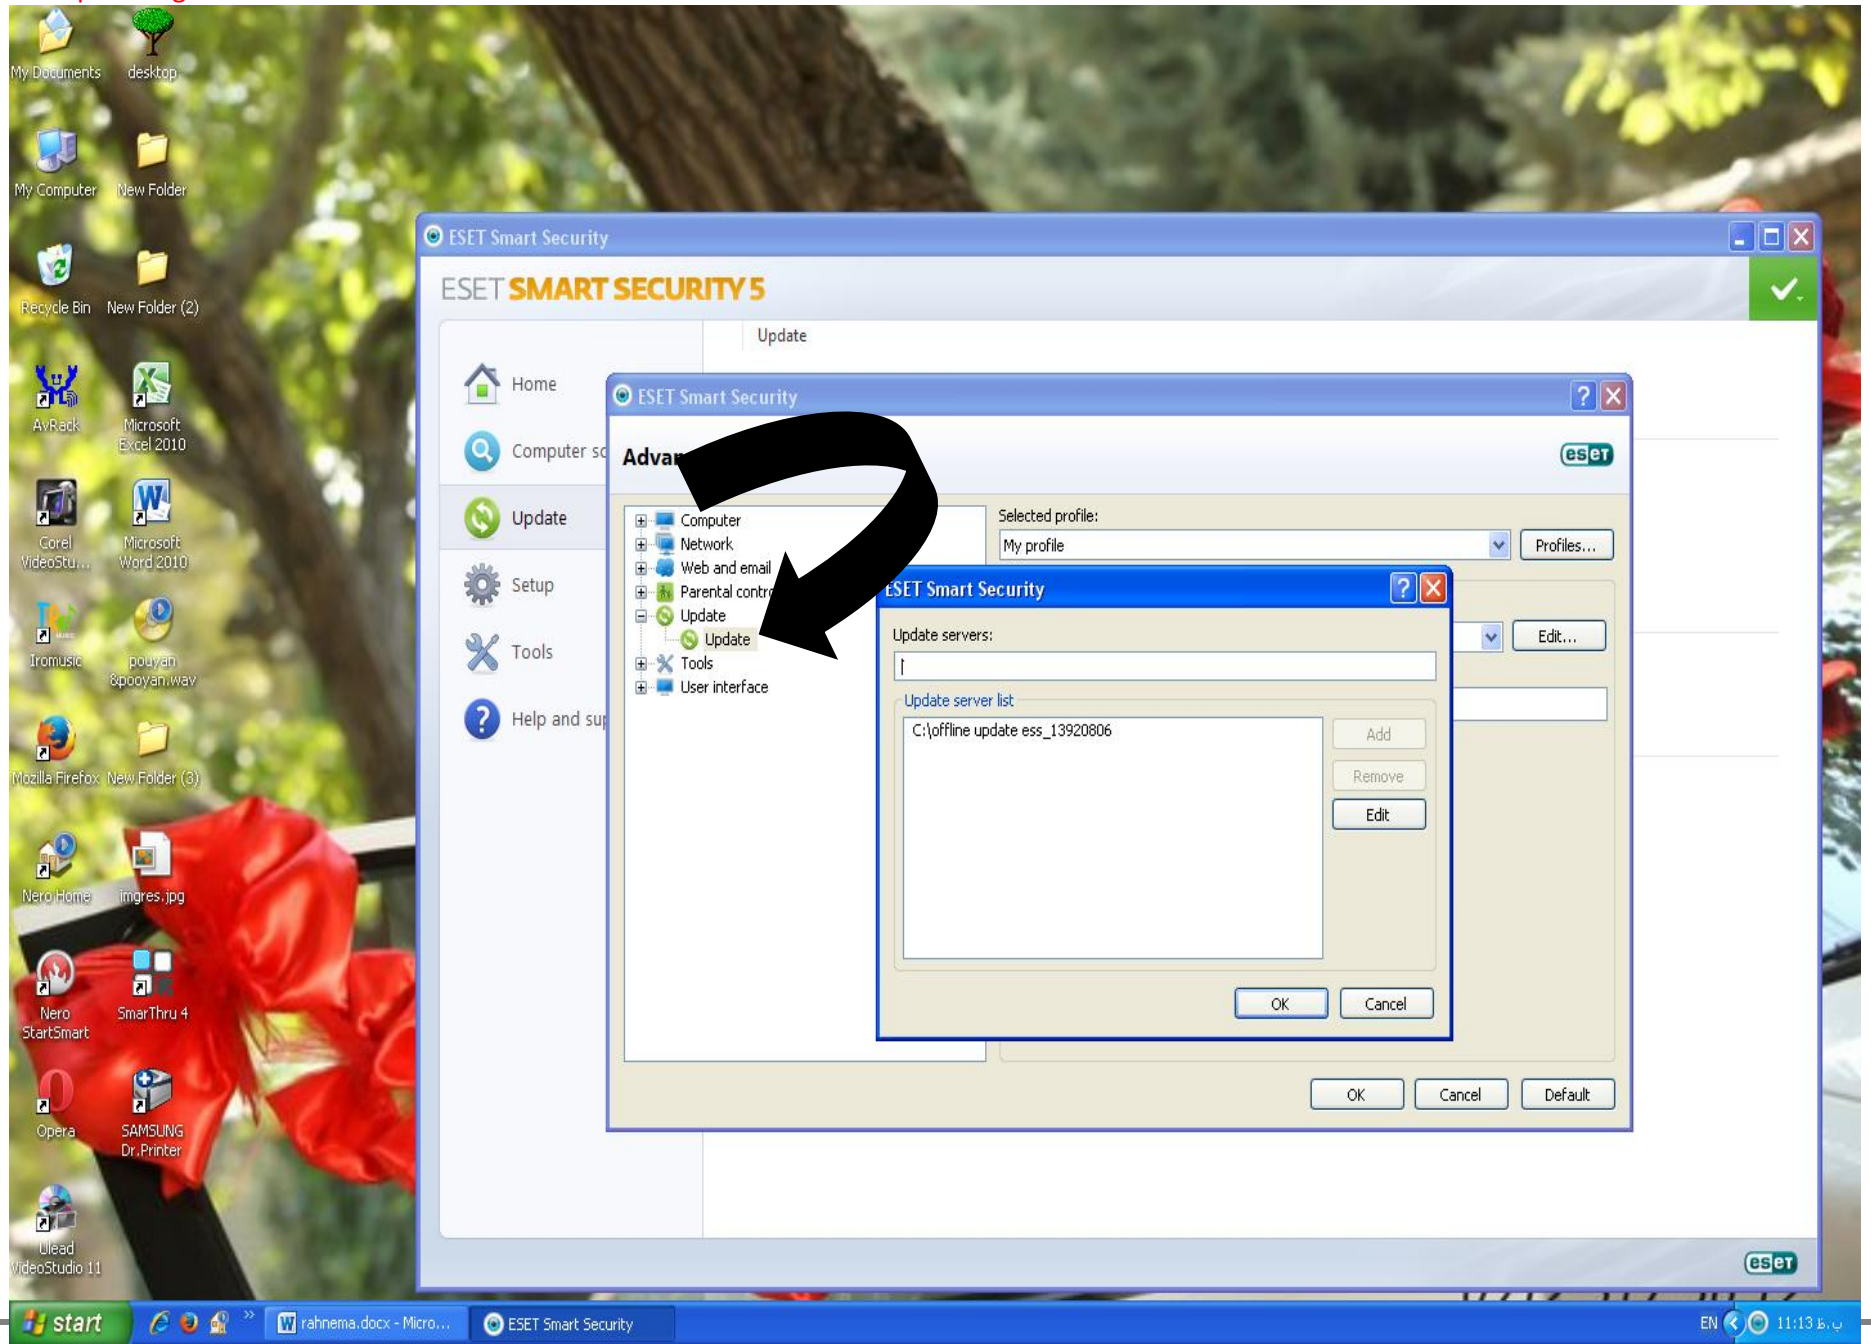 My Documents
desktop
My Computer
New Folder
Recycle Bin
New Folder (2)
AvRack
Microsoft
Excel 2010
Corel
VideoStu...
Microsoft
Word 2010
Iromusic
pouyan
&pooyan.wav
Mozilla Firefox
New Folder (3)
Nero Home
imgres.jpg
Nero
StartSmart
SmarThru 4
Opera
SAMSUNG
Dr.Printer
Ulead
VideoStudio 11
ESET Smart Security
ESET SMART SECURITY 5
Update
Home
Computer sc
Update
Setup
Tools
Help and sup
ESET Smart Security
Advan
eset
Computer
Network
Web and email
Parental contro
Update
Update
Tools
User interface
Selected profile:
My profile
Profiles...
Edit...
ESET Smart Security
Update servers:
Update server list
C:\offline update ess_13920806
Add
Remove
Edit
OK
Cancel
OK
Cancel
Default
eset
start
rahnema.docx - Micro...
ESET Smart Security
EN
11:13 ب.ظ